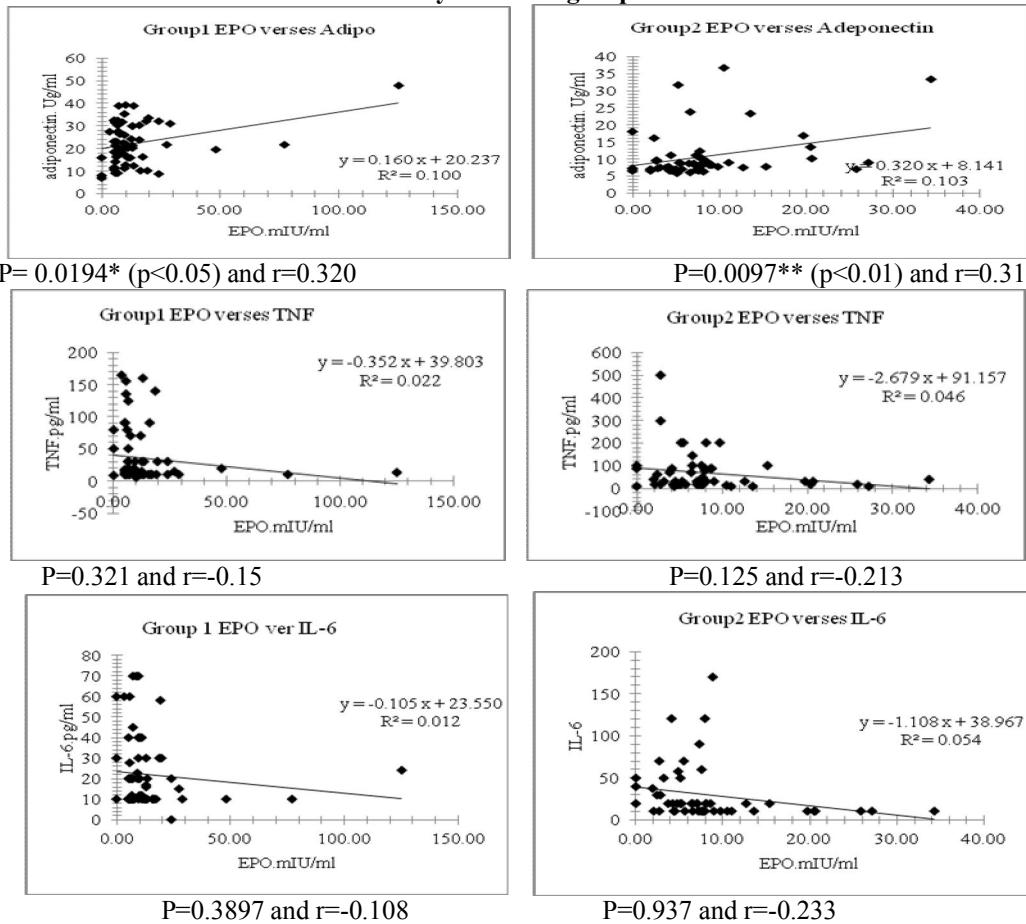 Group1 EPO verses Adipo
adiponectin. Ug/ml
60
50
40
30
20
10
0
y = 0.160 x + 20.237
R² = 0.100
0.00 50.00 100.00 150.00
EPO.mIU/ml
P= 0.0194* (p<0.05) and r=0.320
Group2 EPO verses Adeponectin
adiponectin. Ug/ml
40
35
30
25
20
15
10
5
0
y = 0.320 x + 8.141
R² = 0.103
0.00 10.00 20.00 30.00 40.00
EPO.mIU/ml
P=0.0097** (p<0.01) and r=0.31
Group1 EPO verses TNF
TNF.pg/ml
200
150
100
50
0
-50
y = -0.352 x + 39.803
R² = 0.022
0.00 50.00 100.00 150.00
EPO.mIU/ml
P=0.321 and r=-0.15
Group2 EPO verses TNF
TNF.pg/ml
600
500
400
300
200
100
0
-100
y = -2.679 x + 91.157
R² = 0.046
0.00 10.00 20.00 30.00 40.00
EPO.mIU/ml
P=0.125 and r=-0.213
Group 1 EPO ver IL-6
IL-6.pg/ml
80
70
60
50
40
30
20
10
0
y = -0.105 x + 23.550
R² = 0.012
0.00 50.00 100.00 150.00
EPO.mIU/ml
P=0.3897 and r=-0.108
Group2 EPO verses IL-6
IL-6
200
150
100
50
0
y = -1.108 x + 38.967
R² = 0.054
0.00 10.00 20.00 30.00 40.00
EPO.mIU/ml
P=0.937 and r=-0.233